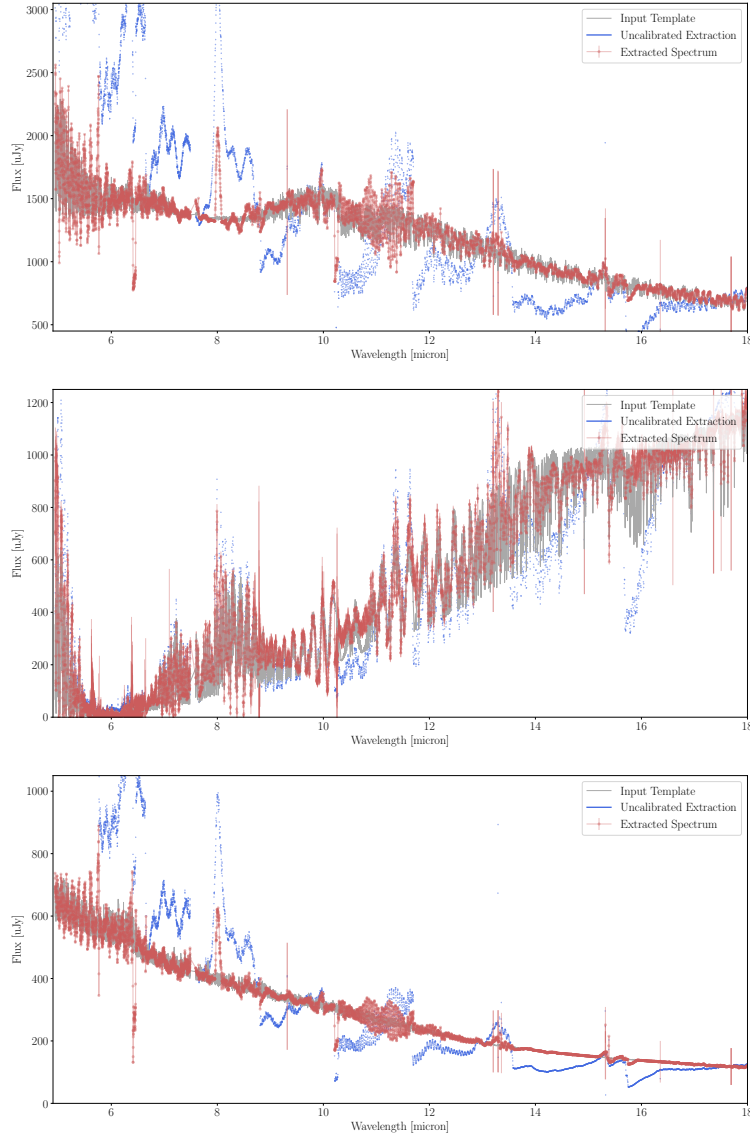 3000
2500
2000
1500
1000
500
Flux [uJy]
6 8 10 12 14 16 18
Wavelength [micron]
Input Template
Uncalibrated Extraction
Extracted Spectrum
1200
1000
800
600
400
200
0
Flux [uJy]
6 8 10 12 14 16 18
Wavelength [micron]
Input Template
Uncalibrated Extraction
Extracted Spectrum
1000
800
600
400
200
0
Flux [uJy]
6 8 10 12 14 16 18
Wavelength [micron]
Input Template
Uncalibrated Extraction
Extracted Spectrum